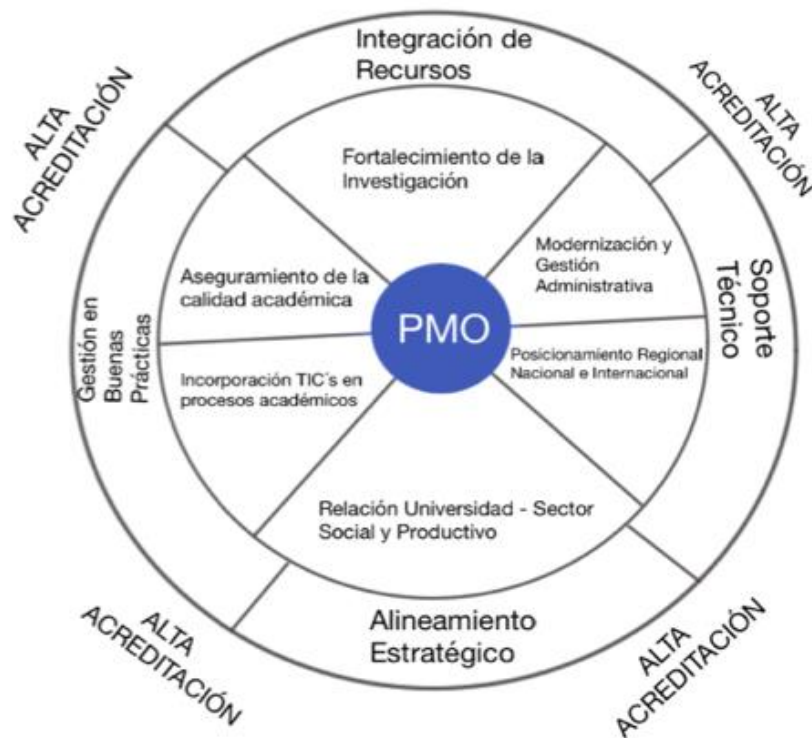 Integración de
Recursos
ALTA
ACREDITACIÓN
ALTA
ACREDITACIÓN
Fortalecimiento de la
Investigación
Modernización y
Gestión
Administrativa
Aseguramiento de la
calidad académica
PMO
Soporte
Técnico
Gestión en
Buenas
Prácticas
Posicionamiento Regional
Nacional e Internacional
Incorporación TIC´s en
procesos académicos
Relación Universidad - Sector
Social y Productivo
Alineamiento
Estratégico
ALTA
ACREDITACIÓN
ALTA
ACREDITACIÓN